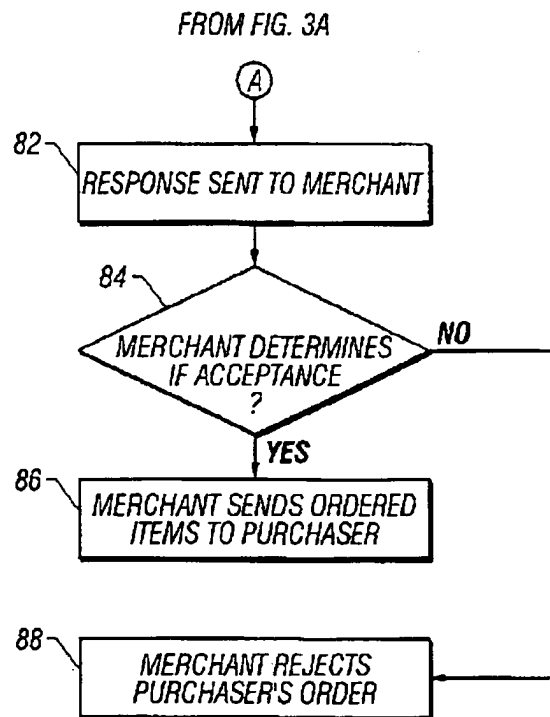 FROM FIG. 3A
A
82
RESPONSE SENT TO MERCHANT
84
MERCHANT DETERMINES
IF ACCEPTANCE
?
NO
YES
86
MERCHANT SENDS ORDERED
ITEMS TO PURCHASER
88
MERCHANT REJECTS
PURCHASER'S ORDER